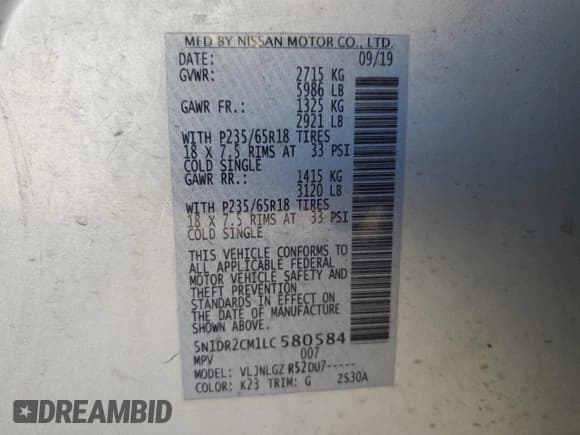 MFD BY NISSAN MOTOR CO., LTD.
DATE: 09/19
GVWR: 2715 KG
5986 LB
GAWR FR.: 1325 KG
2921 LB
WITH P235/65R18 TIRES
18 X 7.5 RIMS AT 33 PSI
COLD SINGLE
GAWR RR.: 1415 KG
3120 LB
WITH P235/65R18 TIRES
18 X 7.5 RIMS AT 33 PSI
COLD SINGLE
THIS VEHICLE CONFORMS TO
ALL APPLICABLE FEDERAL
MOTOR VEHICLE SAFETY AND
THEFT PREVENTION
STANDARDS IN EFFECT ON
THE DATE OF MANUFACTURE
SHOWN ABOVE.
5N1DR2CM1LC580584
MPV 007
MODEL: VLJNLGZ R52DU7-----
COLOR: K23 TRIM: G ZS30A
DREAMBID